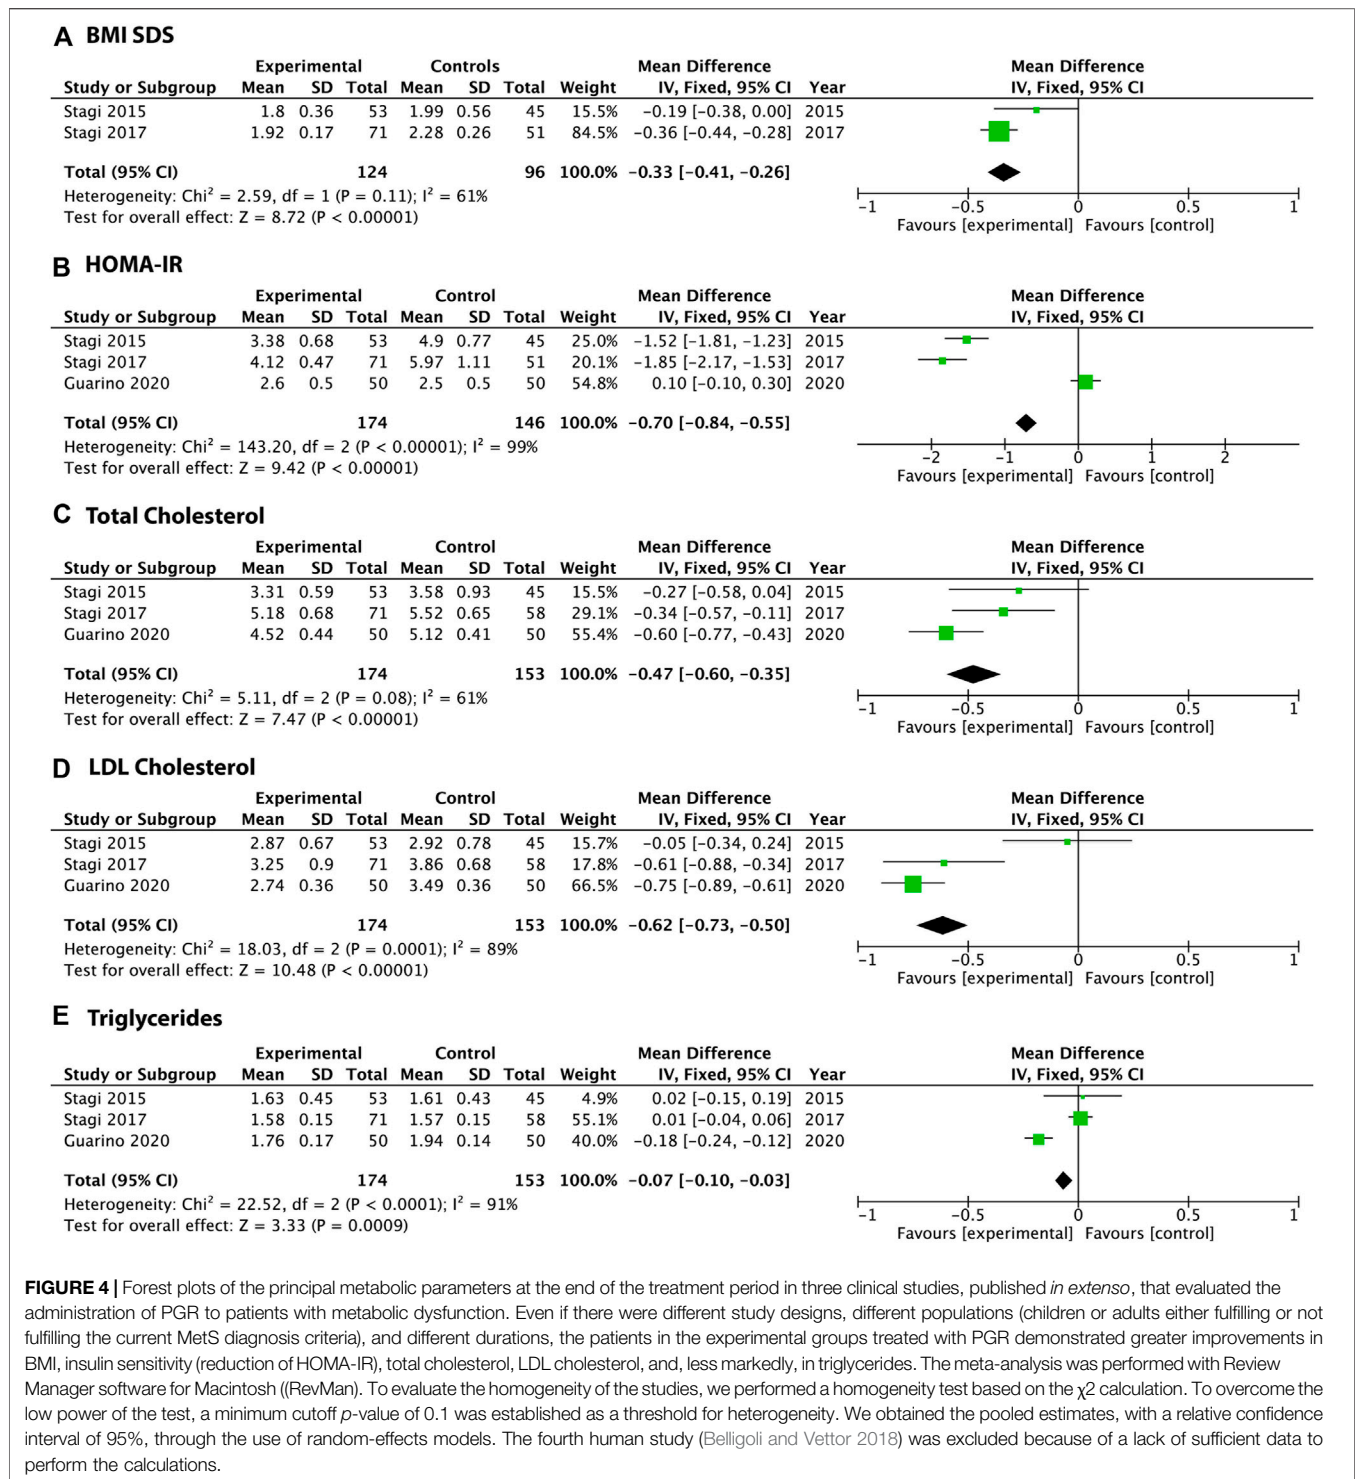 A BMI SDS
Experimental Controls Mean Difference Mean Difference
Study or Subgroup Mean SD Total Mean SD Total Weight IV, Fixed, 95% CI Year IV, Fixed, 95% CI
Stagi 2015 1.8 0.36 53 1.99 0.56 45 15.5% −0.19 [−0.38, 0.00] 2015
Stagi 2017 1.92 0.17 71 2.28 0.26 51 84.5% −0.36 [−0.44, −0.28] 2017
Total (95% CI) 124 96 100.0% −0.33 [−0.41, −0.26]
Heterogeneity: Chi² = 2.59, df = 1 (P = 0.11); I² = 61%
Test for overall effect: Z = 8.72 (P < 0.00001)
−1 −0.5 0 0.5 1
Favours [experimental] Favours [control]
B HOMA-IR
Experimental Control Mean Difference Mean Difference
Study or Subgroup Mean SD Total Mean SD Total Weight IV, Fixed, 95% CI Year IV, Fixed, 95% CI
Stagi 2015 3.38 0.68 53 4.9 0.77 45 25.0% −1.52 [−1.81, −1.23] 2015
Stagi 2017 4.12 0.47 71 5.97 1.11 51 20.1% −1.85 [−2.17, −1.53] 2017
Guarino 2020 2.6 0.5 50 2.5 0.5 50 54.8% 0.10 [−0.10, 0.30] 2020
Total (95% CI) 174 146 100.0% −0.70 [−0.84, −0.55]
Heterogeneity: Chi² = 143.20, df = 2 (P < 0.00001); I² = 99%
Test for overall effect: Z = 9.42 (P < 0.00001)
−2 −1 0 1 2
Favours [experimental] Favours [control]
C Total Cholesterol
Experimental Control Mean Difference Mean Difference
Study or Subgroup Mean SD Total Mean SD Total Weight IV, Fixed, 95% CI Year IV, Fixed, 95% CI
Stagi 2015 3.31 0.59 53 3.58 0.93 45 15.5% −0.27 [−0.58, 0.04] 2015
Stagi 2017 5.18 0.68 71 5.52 0.65 58 29.1% −0.34 [−0.57, −0.11] 2017
Guarino 2020 4.52 0.44 50 5.12 0.41 50 55.4% −0.60 [−0.77, −0.43] 2020
Total (95% CI) 174 153 100.0% −0.47 [−0.60, −0.35]
Heterogeneity: Chi² = 5.11, df = 2 (P = 0.08); I² = 61%
Test for overall effect: Z = 7.47 (P < 0.00001)
−1 −0.5 0 0.5 1
Favours [experimental] Favours [control]
D LDL Cholesterol
Experimental Control Mean Difference Mean Difference
Study or Subgroup Mean SD Total Mean SD Total Weight IV, Fixed, 95% CI Year IV, Fixed, 95% CI
Stagi 2015 2.87 0.67 53 2.92 0.78 45 15.7% −0.05 [−0.34, 0.24] 2015
Stagi 2017 3.25 0.9 71 3.86 0.68 58 17.8% −0.61 [−0.88, −0.34] 2017
Guarino 2020 2.74 0.36 50 3.49 0.36 50 66.5% −0.75 [−0.89, −0.61] 2020
Total (95% CI) 174 153 100.0% −0.62 [−0.73, −0.50]
Heterogeneity: Chi² = 18.03, df = 2 (P = 0.0001); I² = 89%
Test for overall effect: Z = 10.48 (P < 0.00001)
−1 −0.5 0 0.5 1
Favours [experimental] Favours [control]
E Triglycerides
Experimental Control Mean Difference Mean Difference
Study or Subgroup Mean SD Total Mean SD Total Weight IV, Fixed, 95% CI Year IV, Fixed, 95% CI
Stagi 2015 1.63 0.45 53 1.61 0.43 45 4.9% 0.02 [−0.15, 0.19] 2015
Stagi 2017 1.58 0.15 71 1.57 0.15 58 55.1% 0.01 [−0.04, 0.06] 2017
Guarino 2020 1.76 0.17 50 1.94 0.14 50 40.0% −0.18 [−0.24, −0.12] 2020
Total (95% CI) 174 153 100.0% −0.07 [−0.10, −0.03]
Heterogeneity: Chi² = 22.52, df = 2 (P < 0.0001); I² = 91%
Test for overall effect: Z = 3.33 (P = 0.0009)
−1 −0.5 0 0.5 1
Favours [experimental] Favours [control]
FIGURE 4 | Forest plots of the principal metabolic parameters at the end of the treatment period in three clinical studies, published in extenso, that evaluated the
administration of PGR to patients with metabolic dysfunction. Even if there were different study designs, different populations (children or adults either fulfilling or not
fulfilling the current MetS diagnosis criteria), and different durations, the patients in the experimental groups treated with PGR demonstrated greater improvements in
BMI, insulin sensitivity (reduction of HOMA-IR), total cholesterol, LDL cholesterol, and, less markedly, in triglycerides. The meta-analysis was performed with Review
Manager software for Macintosh ((RevMan). To evaluate the homogeneity of the studies, we performed a homogeneity test based on the χ2 calculation. To overcome the
low power of the test, a minimum cutoff p-value of 0.1 was established as a threshold for heterogeneity. We obtained the pooled estimates, with a relative confidence
interval of 95%, through the use of random-effects models. The fourth human study (Belligoli and Vettor 2018) was excluded because of a lack of sufficient data to
perform the calculations.